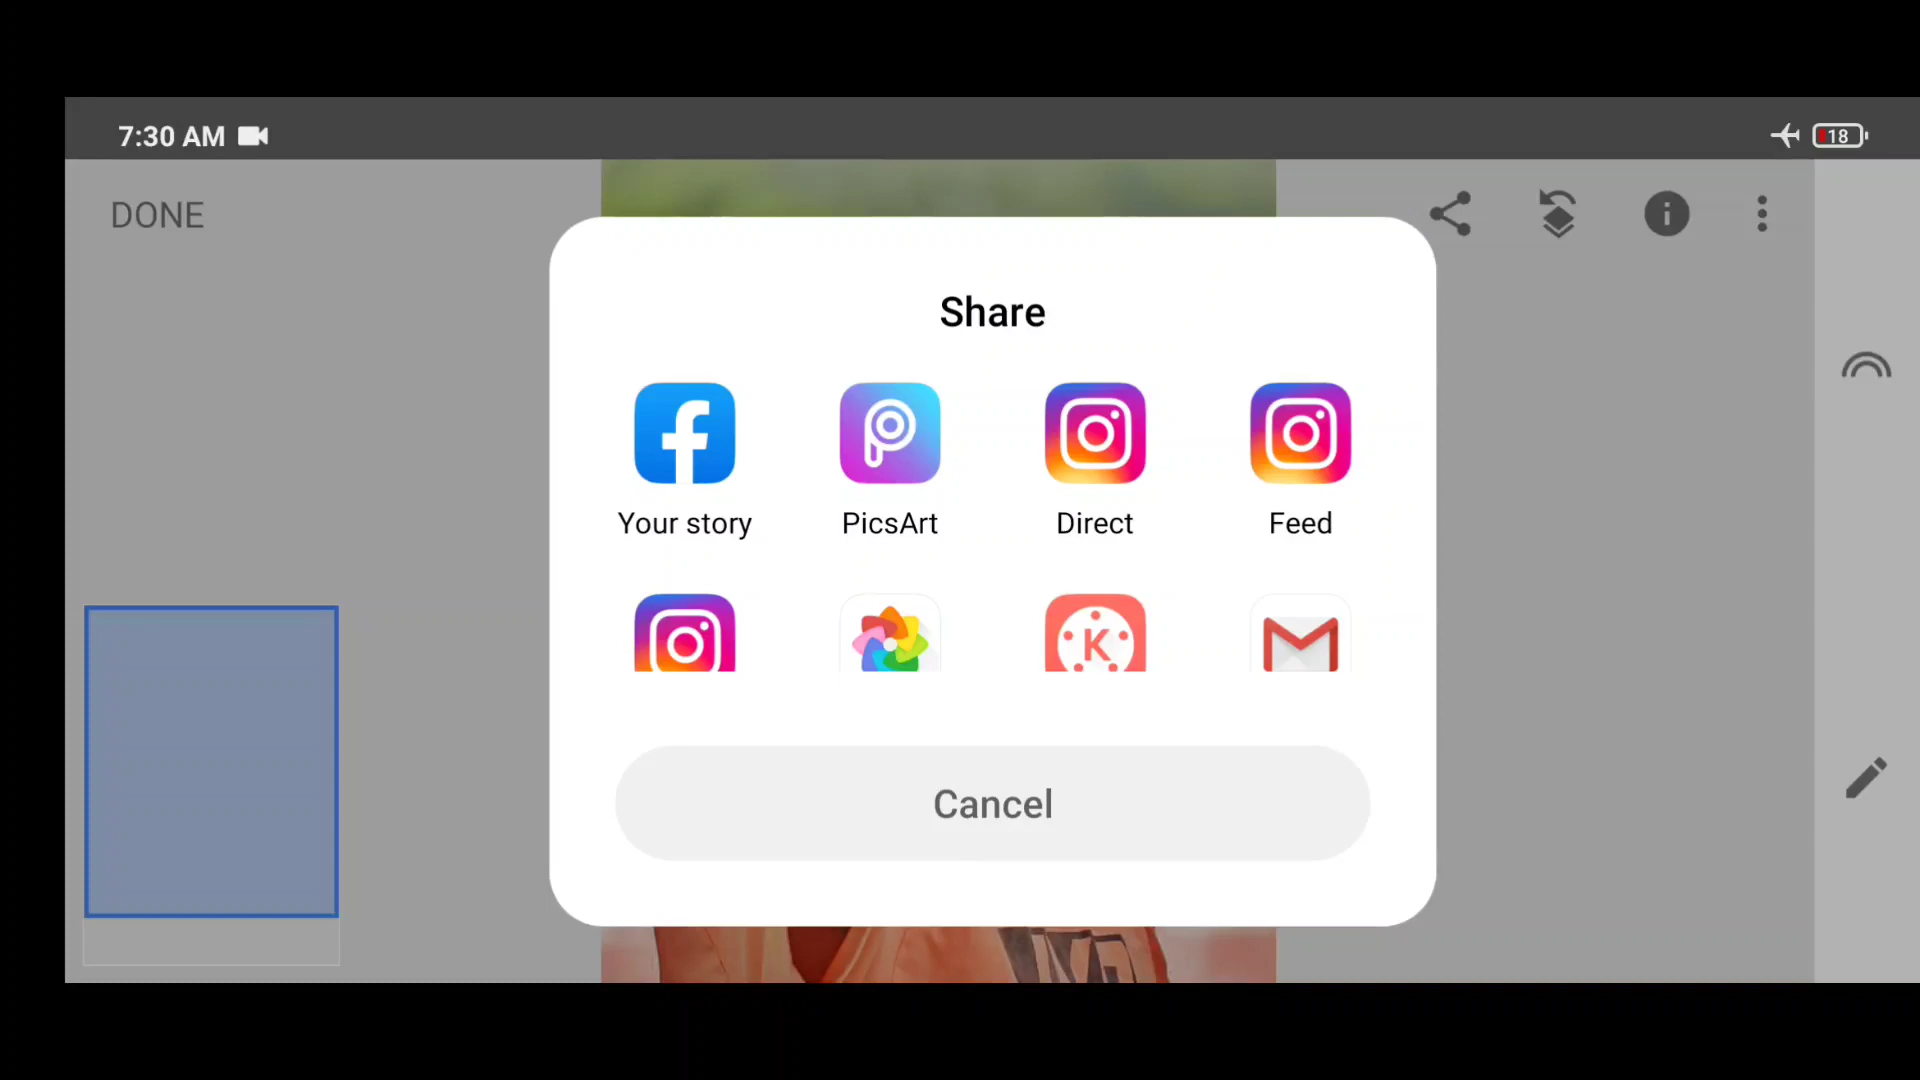 7:30 AM
18
DONE
Share
Your story
PicsArt
Direct
Feed
K
Cancel